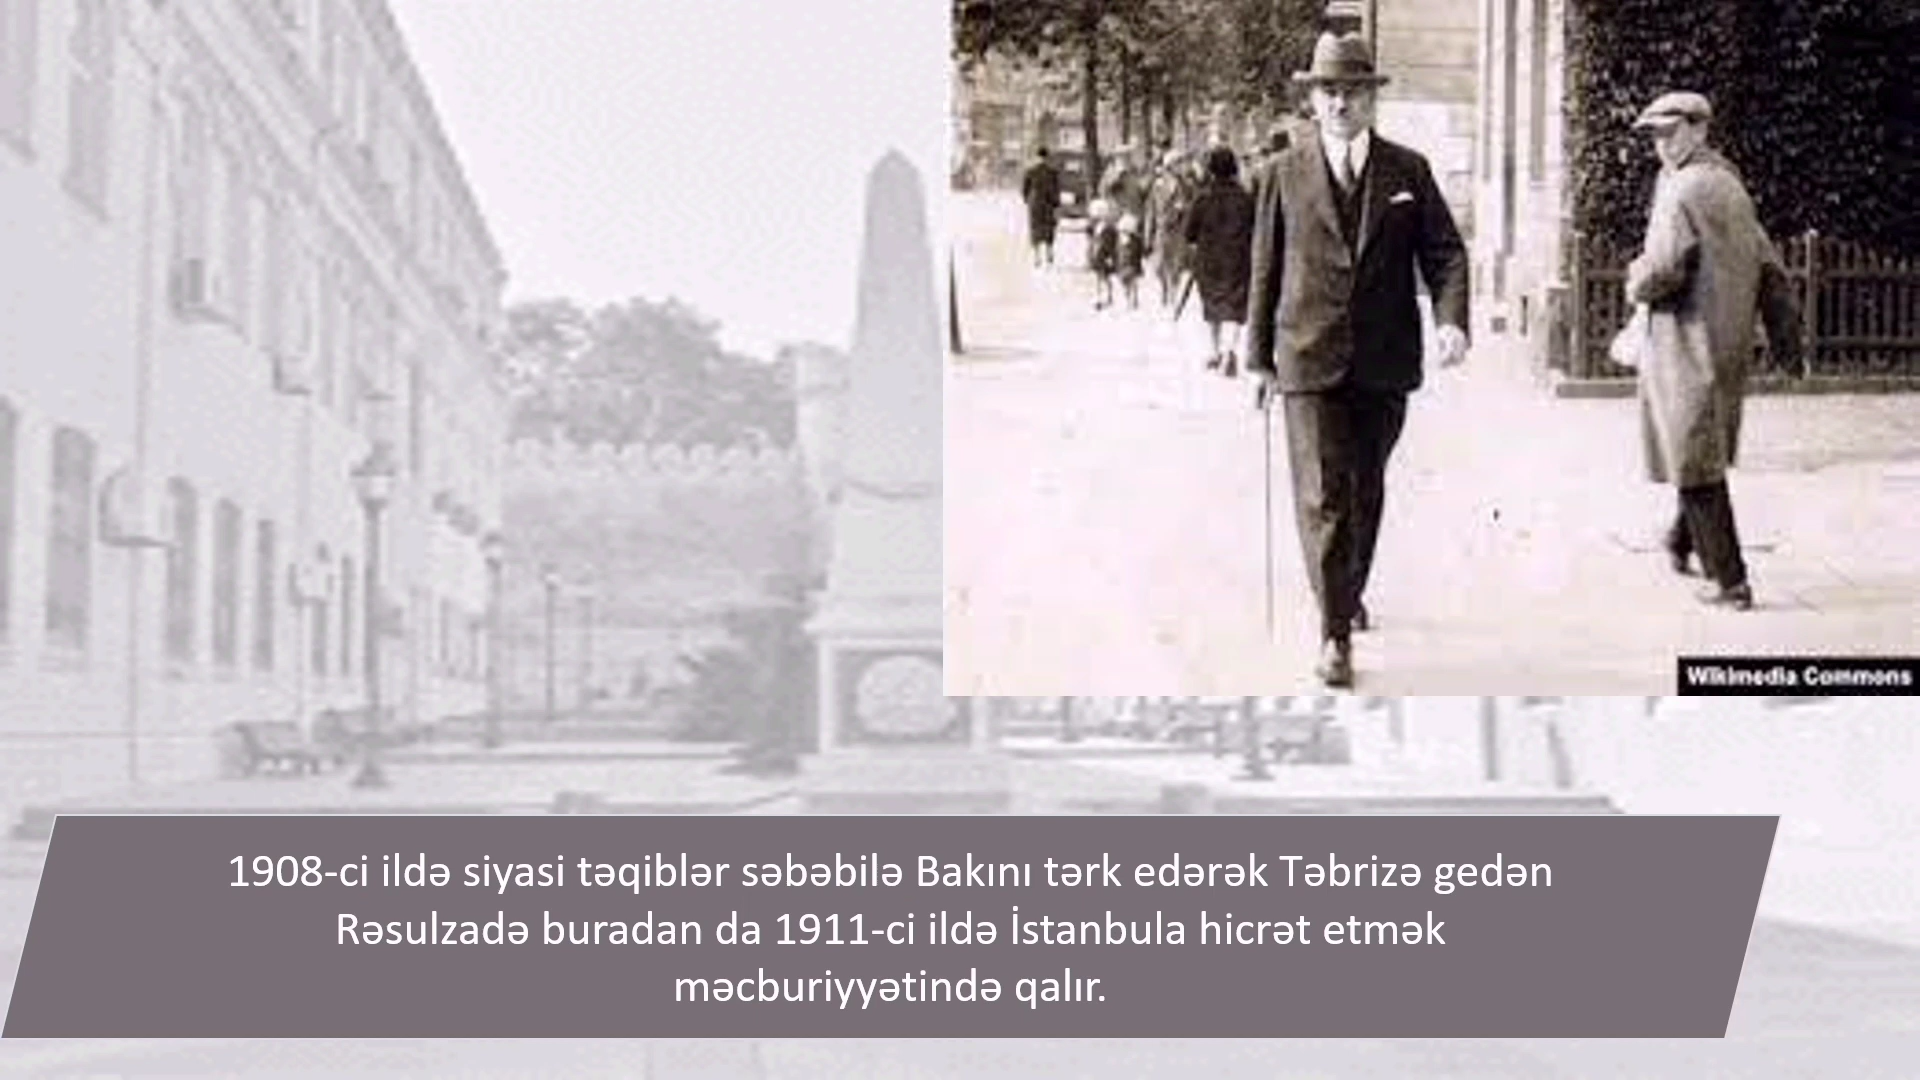 Wikimedia Commons
1908-ci ildə siyasi təqiblər səbəbilə Bakını tərk edərək Təbrizə gedən
Rəsulzadə buradan da 1911-ci ildə İstanbula hicrət etmək
məcburiyyətində qalır.